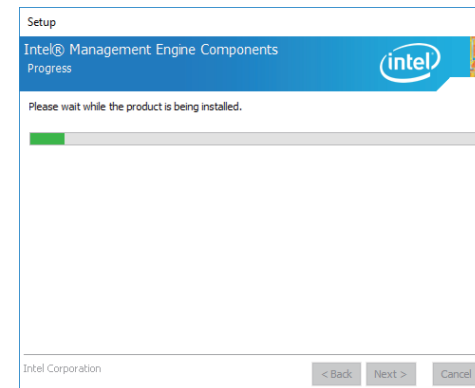 Setup
Intel® Management Engine Components
Progress
intel
Please wait while the product is being installed.
Intel Corporation
< Back Next > Cancel